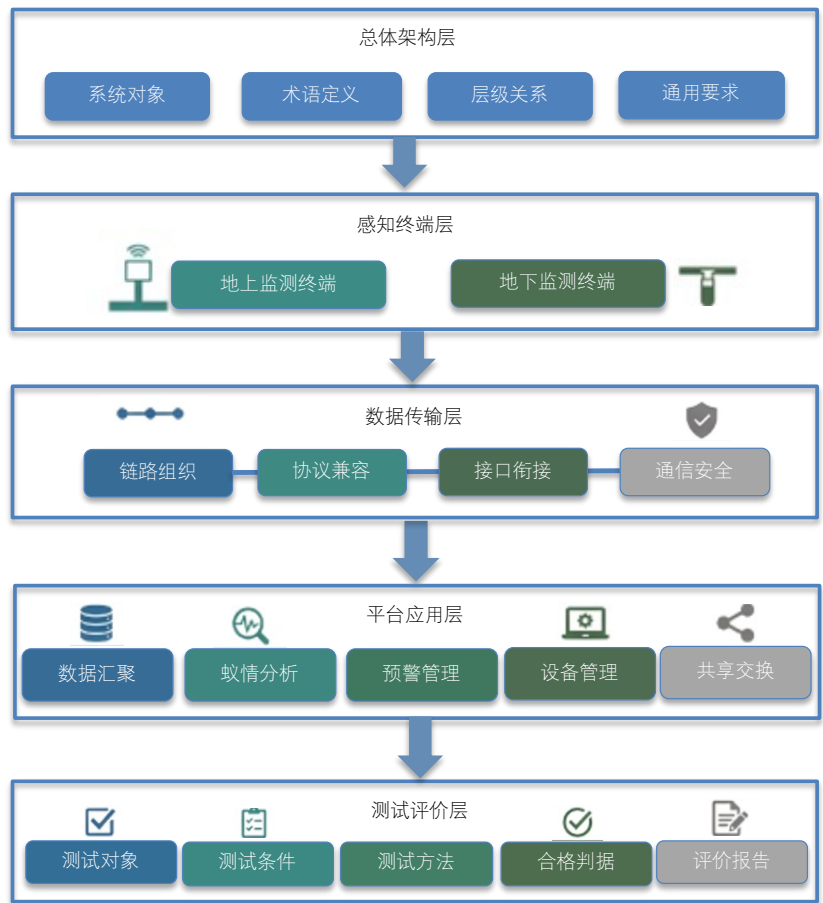 总体架构层
系统对象 术语定义 层级关系 通用要求
感知终端层
地上监测终端 地下监测终端
数据传输层
链路组织 协议兼容 接口衔接 通信安全
平台应用层
数据汇聚 蚁情分析 预警管理 设备管理 共享交换
测试评价层
测试对象 测试条件 测试方法 合格判据 评价报告